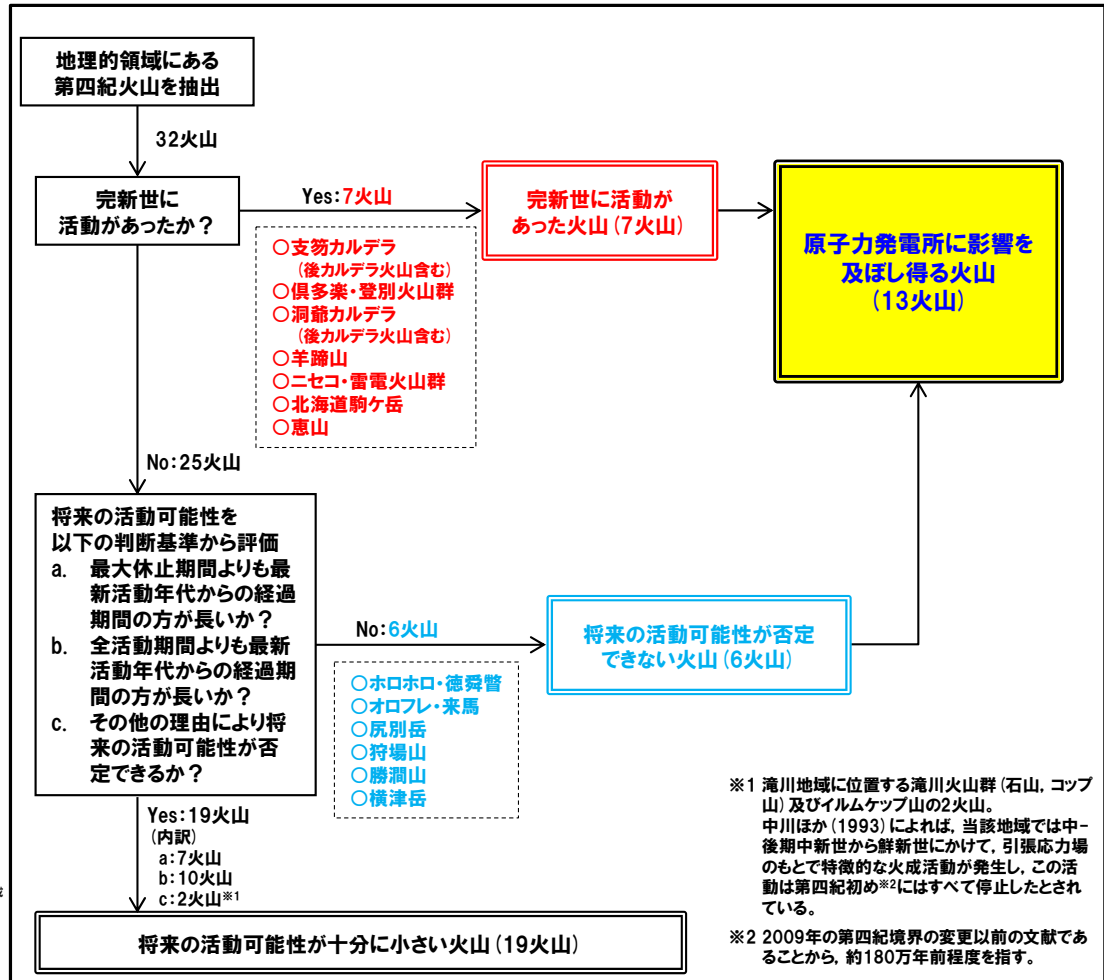 地理的領域にある
第四紀火山を抽出
32火山
完新世に
活動があったか？
Yes:7火山
完新世に活動が
あった火山(7火山)
原子力発電所に影響を
及ぼし得る火山
(13火山)
○支笏カルデラ
(後カルデラ火山含む)
○倶多楽・登別火山群
○洞爺カルデラ
(後カルデラ火山含む)
○羊蹄山
○ニセコ・雷電火山群
○北海道駒ケ岳
○恵山
No:25火山
将来の活動可能性を
以下の判断基準から評価
a. 最大休止期間よりも最
新活動年代からの経過
期間の方が長いか？
b. 全活動期間よりも最新
活動年代からの経過期
間の方が長いか？
c. その他の理由により将
来の活動可能性が否
定できるか？
No:6火山
将来の活動可能性が否定
できない火山(6火山)
○ホロホロ・徳舜瞥
○オロフレ・来馬
○尻別岳
○狩場山
○勝澗山
○横津岳
Yes:19火山
(内訳)
a:7火山
b:10火山
c:2火山※1
将来の活動可能性が十分に小さい火山(19火山)
※1 滝川地域に位置する滝川火山群(石山, コップ
山)及びイルムケップ山の2火山。
中川ほか(1993)によれば, 当該地域では中-
後期中新世から鮮新世にかけて, 引張応力場
のもとで特徴的な火成活動が発生し, この活
動は第四紀初め※2にはすべて停止したとされ
ている。
※2 2009年の第四紀境界の変更以前の文献であ
ることから, 約180万年前程度を指す。